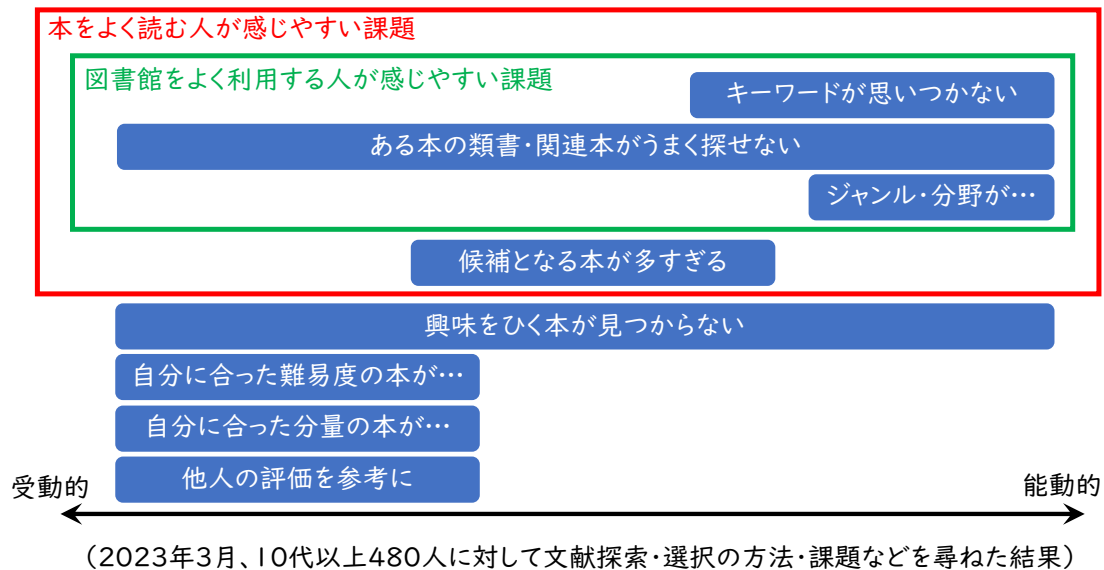 本をよく読む人が感じやすい課題
図書館をよく利用する人が感じやすい課題
キーワードが思いつかない
ある本の類書・関連本がうまく探せない
ジャンル・分野が…
候補となる本が多すぎる
興味をひく本が見つからない
自分に合った難易度の本が…
自分に合った分量の本が…
他人の評価を参考に
受動的
能動的
（2023年3月、10代以上480人に対して文献探索・選択の方法・課題などを尋ねた結果）